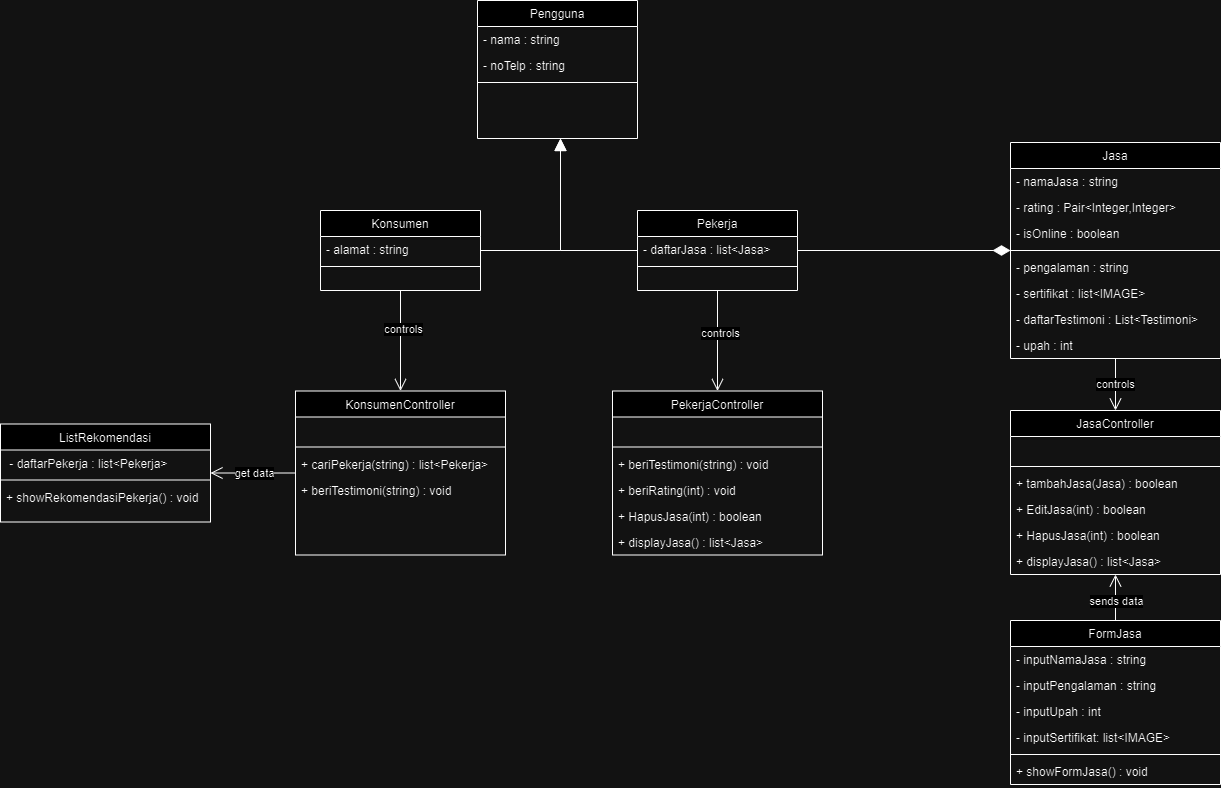 Pengguna
- nama : string
- noTelp : string
Konsumen
- alamat : string
Pekerja
- daftarJasa : list<Jasa>
Jasa
- namaJasa : string
- rating : Pair<Integer,Integer>
- isOnline : boolean
- pengalaman : string
- sertifikat : list<IMAGE>
- daftarTestimoni : List<Testimoni>
- upah : int
controls
controls
controls
ListRekomendasi
- daftarPekerja : list<Pekerja>
+ showRekomendasiPekerja() : void
get data
KonsumenController
+ cariPekerja(string) : list<Pekerja>
+ beriTestimoni(string) : void
PekerjaController
+ beriTestimoni(string) : void
+ beriRating(int) : void
+ HapusJasa(int) : boolean
+ displayJasa() : list<Jasa>
JasaController
+ tambahJasa(Jasa) : boolean
+ EditJasa(int) : boolean
+ HapusJasa(int) : boolean
+ displayJasa() : list<Jasa>
sends data
FormJasa
- inputNamaJasa : string
- inputPengalaman : string
- inputUpah : int
- inputSertifikat: list<IMAGE>
+ showFormJasa() : void